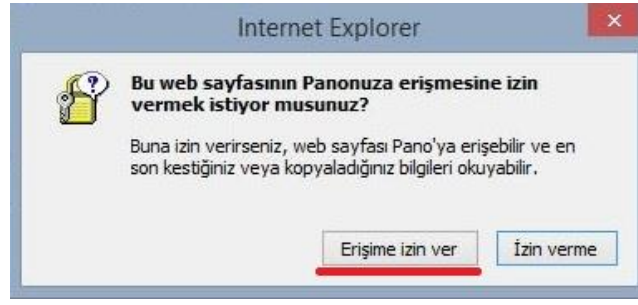 Internet Explorer
Bu web sayfasının Panonuza erişmesine izin
vermek istiyor musunuz?
Buna izin verirseniz, web sayfası Pano'ya erişebilir ve en
son kestiğiniz veya kopyaladığınız bilgileri okuyabilir.
Erişime izin ver İzin verme